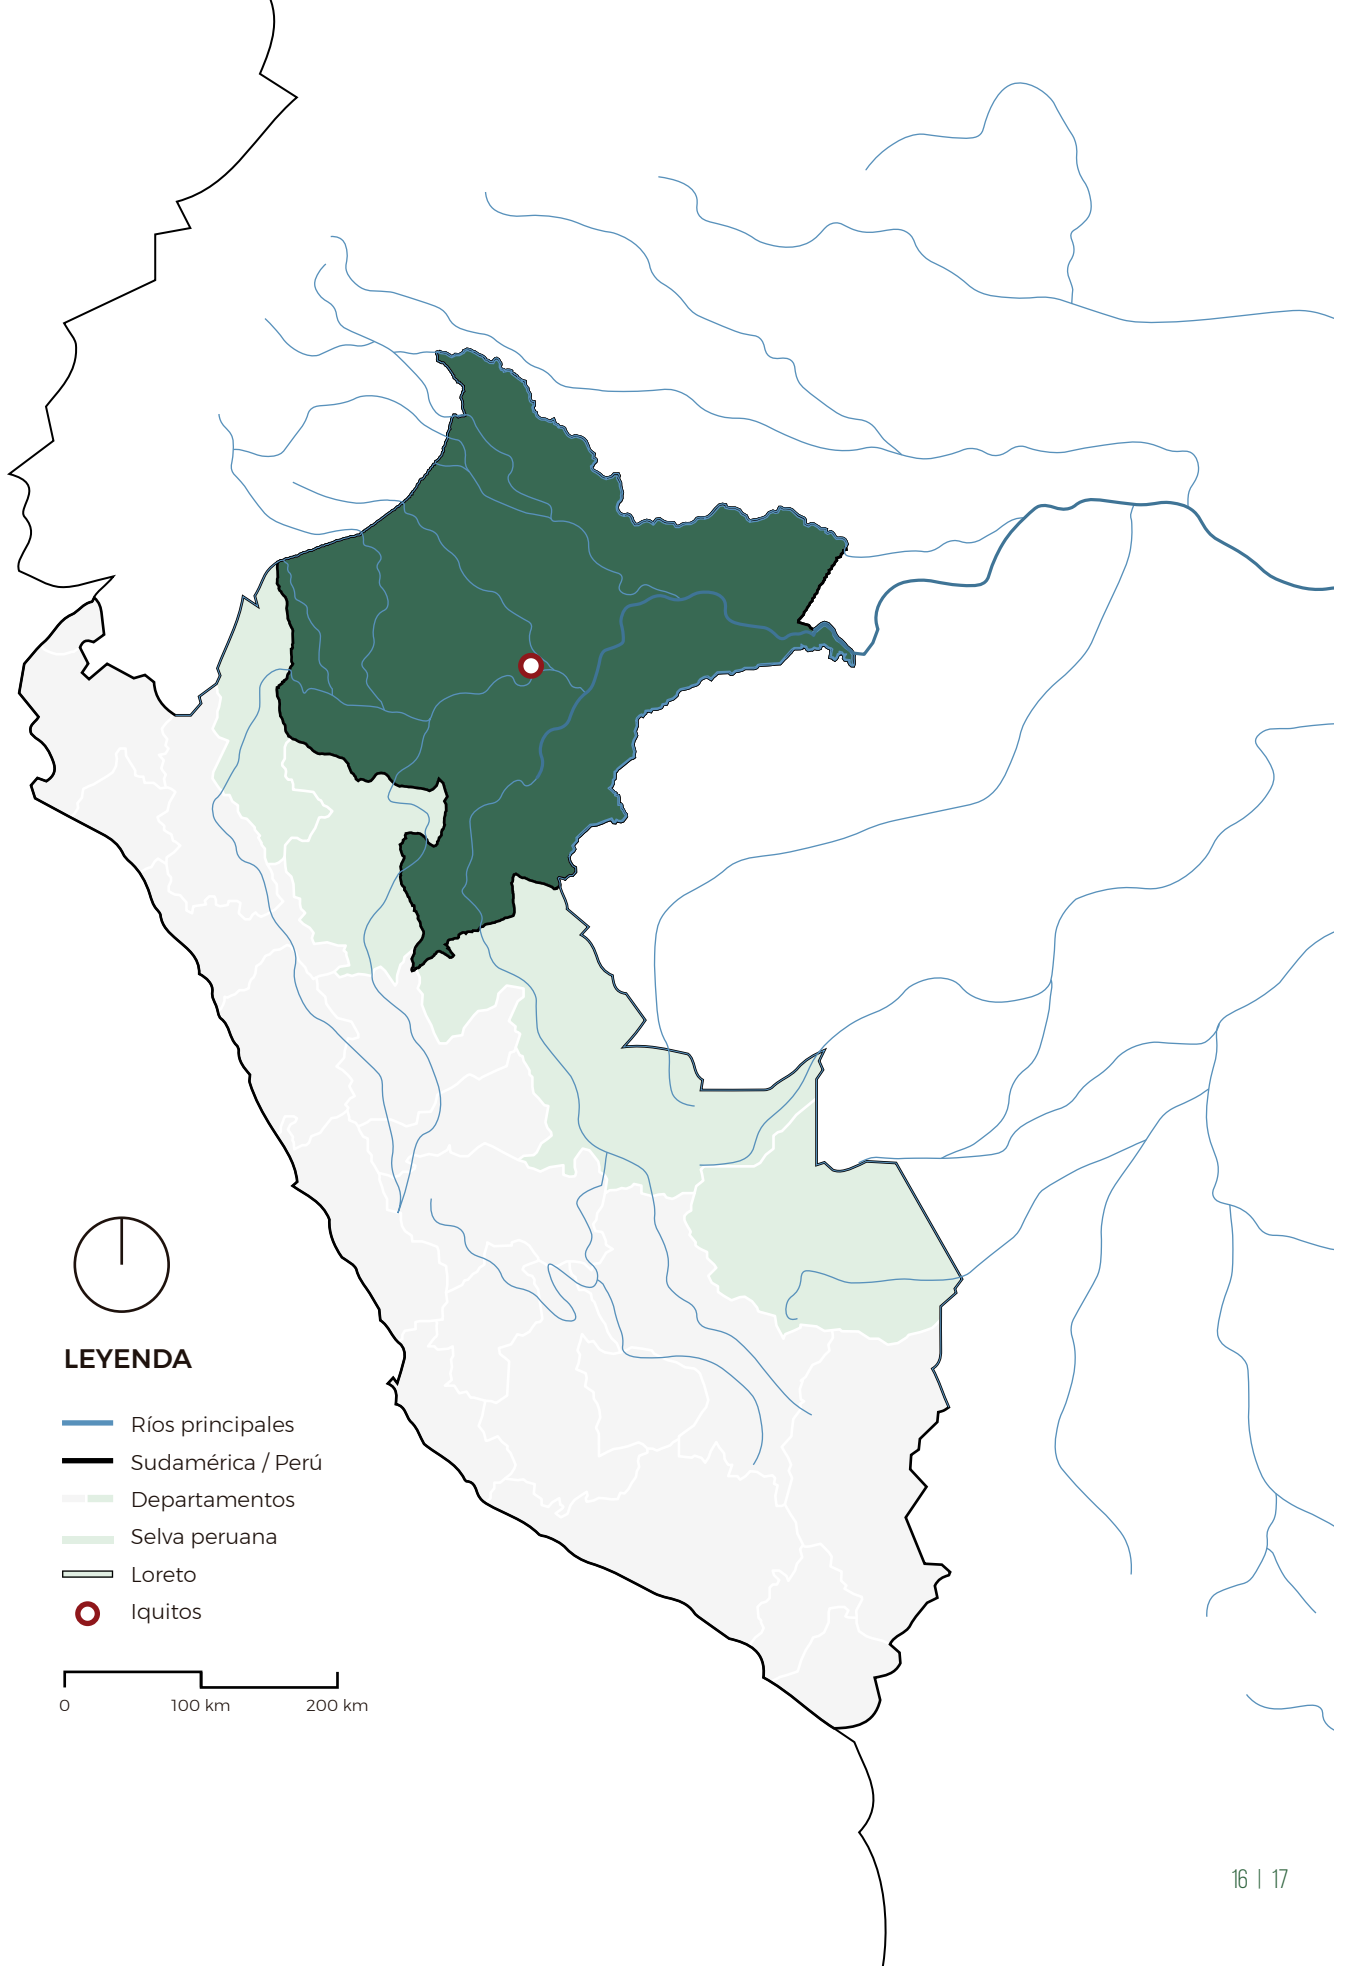 LEYENDA
Ríos principales
Sudamérica / Perú
Departamentos
Selva peruana
Loreto
Iquitos
0 100 km 200 km
16 | 17